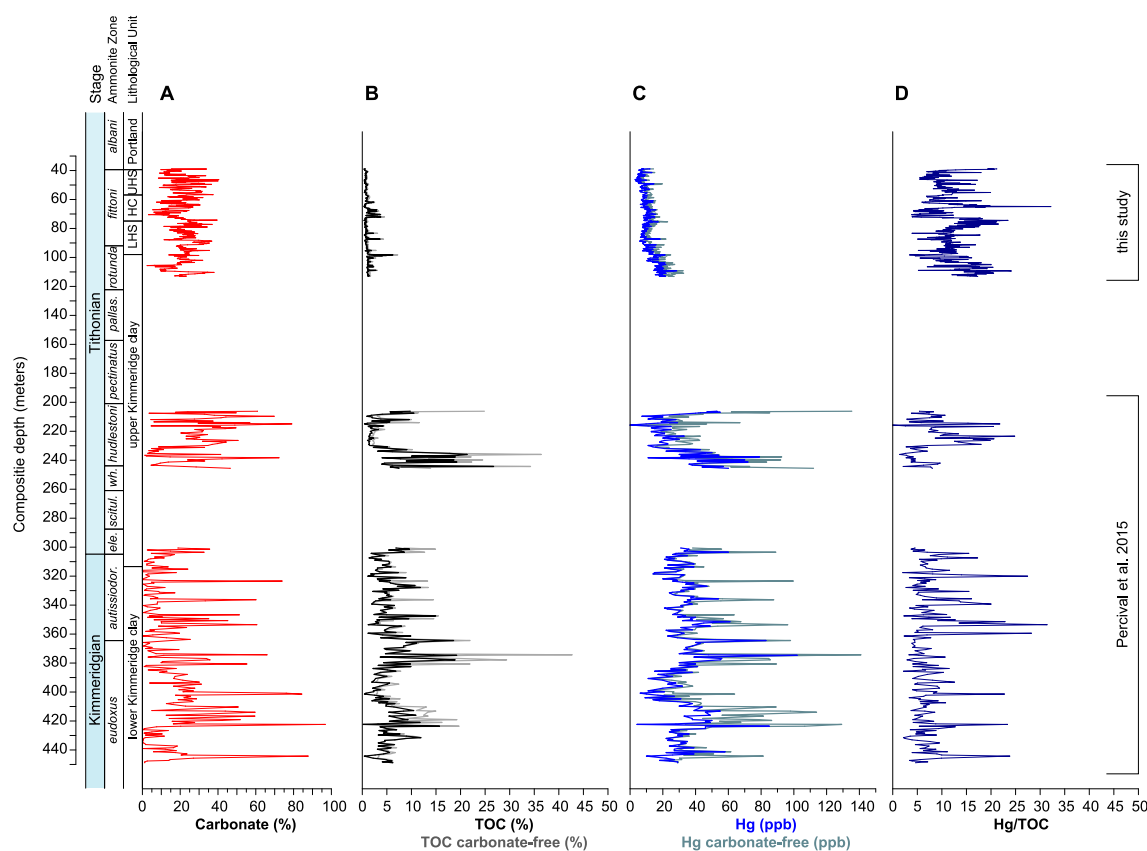 Stage
Ammonite Zone
Lithological Unit
A
B
C
D
Compositie depth (meters)
40
60
80
100
120
140
160
180
200
220
240
260
280
300
320
340
360
380
400
420
440
Tithonian
Kimmeridgian
albani
fittoni
rotunda
pallas.
pectinatus
hudlestoni
wh.
scitul.
ele.
autissiodor.
eudoxus
Portland
UHS
HC
LHS
upper Kimmeridge clay
lower Kimmeridge clay
this study
Percival et al. 2015
0 20 40 60 80 100
Carbonate (%)
0 5 10 15 20 25 30 35 40 45 50
TOC (%)
TOC carbonate-free (%)
0 20 40 60 80 100 120 140
Hg (ppb)
Hg carbonate-free (ppb)
0 5 10 15 20 25 30 35 40 45 50
Hg/TOC